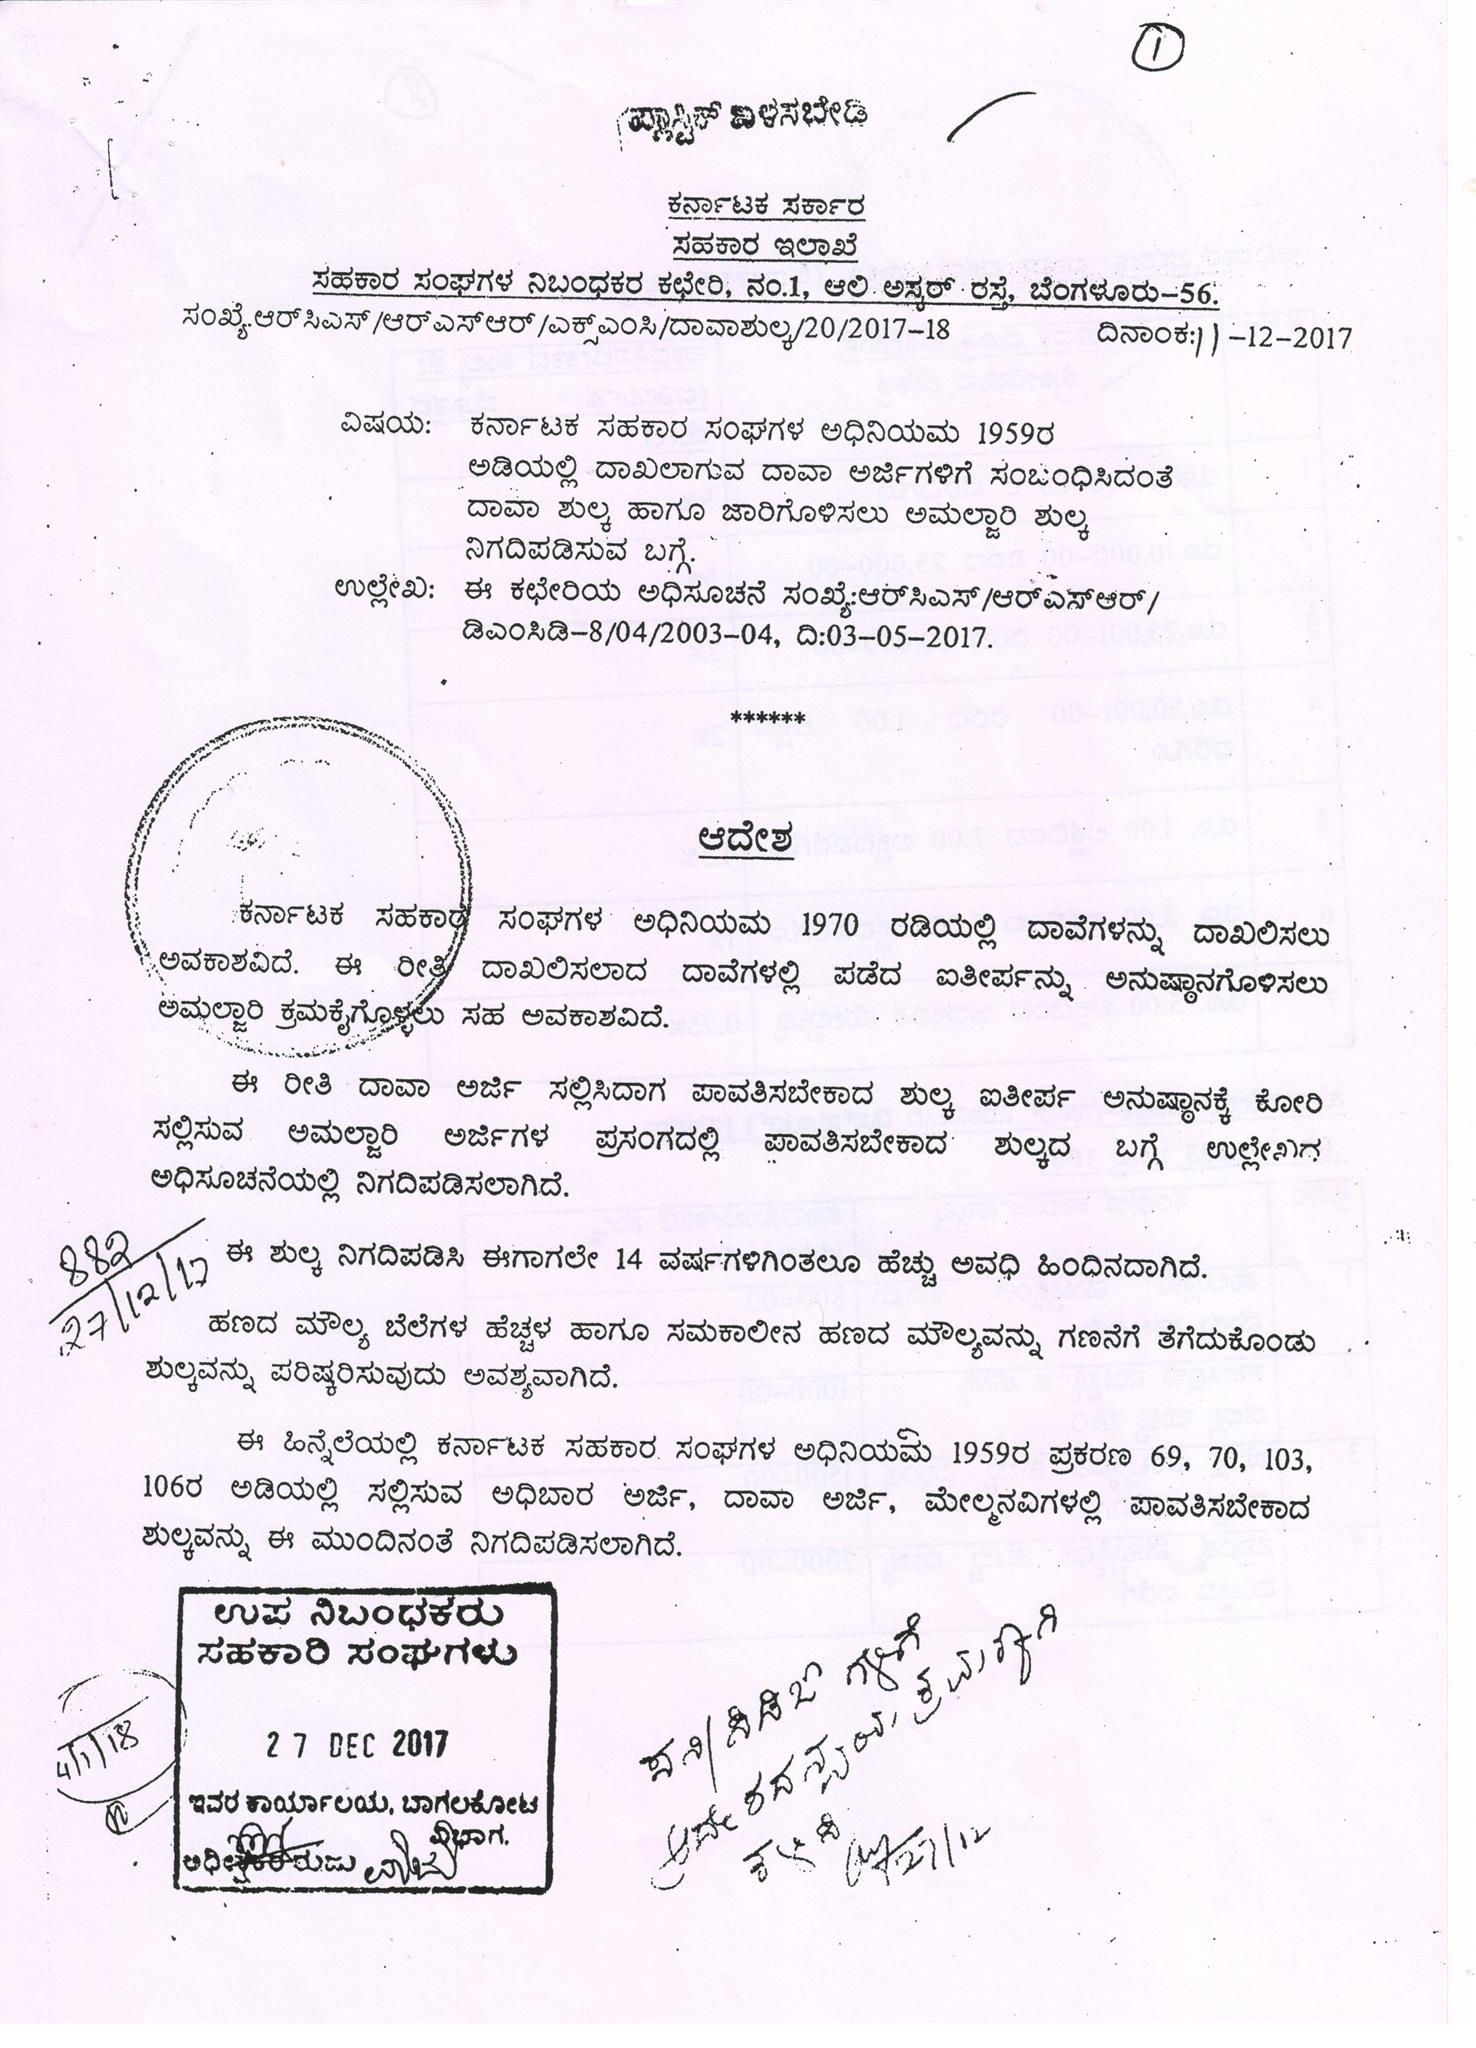 1
ಪ್ಲಾಸ್ಟಿಕ್ ಬಳಸಬೇಡಿ
ಕರ್ನಾಟಕ ಸರ್ಕಾರ
ಸಹಕಾರ ಇಲಾಖೆ
ಸಹಕಾರ ಸಂಘಗಳ ನಿಬಂಧಕರ ಕಛೇರಿ, ನಂ.1, ಆಲಿ ಅಸ್ಕರ್ ರಸ್ತೆ, ಬೆಂಗಳೂರು-56.
ಸಂಖ್ಯೆ:ಆರ್‌ಸಿಎಸ್/ಆರ್‌ಎಸ್‌ಆರ್/ಎಕ್ಸ್‌ಎಂಸಿ/ದಾವಾಶುಲ್ಕ/20/2017-18 ದಿನಾಂಕ:11-12-2017
ವಿಷಯ: ಕರ್ನಾಟಕ ಸಹಕಾರ ಸಂಘಗಳ ಅಧಿನಿಯಮ 1959ರ
ಅಡಿಯಲ್ಲಿ ದಾಖಲಾಗುವ ದಾವಾ ಅರ್ಜಿಗಳಿಗೆ ಸಂಬಂಧಿಸಿದಂತೆ
ದಾವಾ ಶುಲ್ಕ ಹಾಗೂ ಜಾರಿಗೊಳಿಸಲು ಅಮಲ್ಜಾರಿ ಶುಲ್ಕ
ನಿಗದಿಪಡಿಸುವ ಬಗ್ಗೆ.
ಉಲ್ಲೇಖ: ಈ ಕಛೇರಿಯ ಅಧಿಸೂಚನೆ ಸಂಖ್ಯೆ:ಆರ್‌ಸಿಎಸ್/ಆರ್‌ಎಸ್‌ಆರ್/
ಡಿಎಂಸಿಡಿ-8/04/2003-04, ದಿ:03-05-2017.
******
ಆದೇಶ
ಕರ್ನಾಟಕ ಸಹಕಾರ ಸಂಘಗಳ ಅಧಿನಿಯಮ 1970 ರಡಿಯಲ್ಲಿ ದಾವೆಗಳನ್ನು ದಾಖಲಿಸಲು
ಅವಕಾಶವಿದೆ. ಈ ರೀತಿ ದಾಖಲಿಸಲಾದ ದಾವೆಗಳಲ್ಲಿ ಪಡೆದ ಐತೀರ್ಪನ್ನು ಅನುಷ್ಠಾನಗೊಳಿಸಲು
ಅಮಲ್ಜಾರಿ ಕ್ರಮಕೈಗೊಳ್ಳಲು ಸಹ ಅವಕಾಶವಿದೆ.
ಈ ರೀತಿ ದಾವಾ ಅರ್ಜಿ ಸಲ್ಲಿಸಿದಾಗ ಪಾವತಿಸಬೇಕಾದ ಶುಲ್ಕ ಐತೀರ್ಪ ಅನುಷ್ಠಾನಕ್ಕೆ ಕೋರಿ
ಸಲ್ಲಿಸುವ ಅಮಲ್ಜಾರಿ ಅರ್ಜಿಗಳ ಪ್ರಸಂಗದಲ್ಲಿ ಪಾವತಿಸಬೇಕಾದ ಶುಲ್ಕದ ಬಗ್ಗೆ ಉಲ್ಲೇಖಿಗ
ಅಧಿಸೂಚನೆಯಲ್ಲಿ ನಿಗದಿಪಡಿಸಲಾಗಿದೆ.
882
27/12/17
ಈ ಶುಲ್ಕ ನಿಗದಿಪಡಿಸಿ ಈಗಾಗಲೇ 14 ವರ್ಷಗಳಿಗಿಂತಲೂ ಹೆಚ್ಚು ಅವಧಿ ಹಿಂದಿನದಾಗಿದೆ.
ಹಣದ ಮೌಲ್ಯ ಬೆಲೆಗಳ ಹೆಚ್ಚಳ ಹಾಗೂ ಸಮಕಾಲೀನ ಹಣದ ಮೌಲ್ಯವನ್ನು ಗಣನೆಗೆ ತೆಗೆದುಕೊಂಡು
ಶುಲ್ಕವನ್ನು ಪರಿಷ್ಕರಿಸುವುದು ಅವಶ್ಯವಾಗಿದೆ.
ಈ ಹಿನ್ನೆಲೆಯಲ್ಲಿ ಕರ್ನಾಟಕ ಸಹಕಾರ ಸಂಘಗಳ ಅಧಿನಿಯಮ 1959ರ ಪ್ರಕರಣ 69, 70, 103,
106ರ ಅಡಿಯಲ್ಲಿ ಸಲ್ಲಿಸುವ ಅಧಿಬಾರ ಅರ್ಜಿ, ದಾವಾ ಅರ್ಜಿ, ಮೇಲ್ಮನವಿಗಳಲ್ಲಿ ಪಾವತಿಸಬೇಕಾದ
ಶುಲ್ಕವನ್ನು ಈ ಮುಂದಿನಂತೆ ನಿಗದಿಪಡಿಸಲಾಗಿದೆ.
ಉಪ ನಿಬಂಧಕರು
ಸಹಕಾರಿ ಸಂಘಗಳು
27 DEC 2017
ಇವರ ಕಾರ್ಯಾಲಯ, ಬಾಗಲಕೋಟ
ವಿಭಾಗ.
4/1/18
27/12